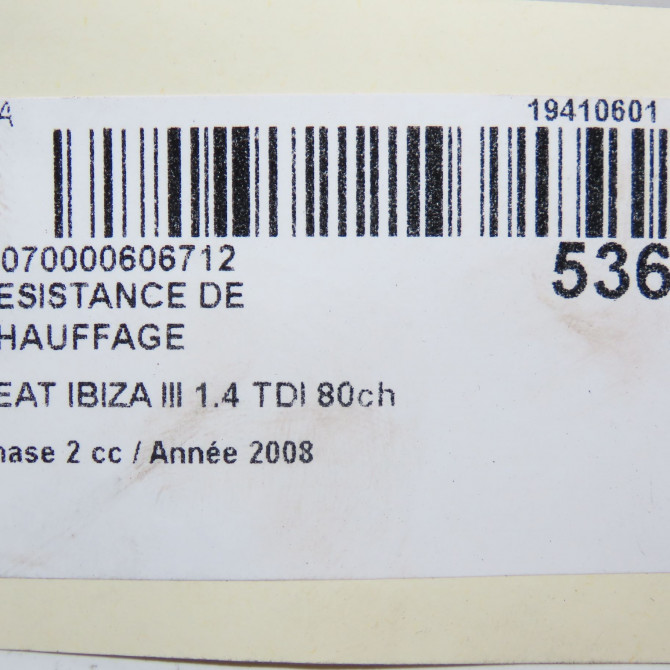 A 19410601
070000606712 536
ESISTANCE DE
HAUFFAGE
EAT IBIZA III 1.4 TDI 80ch
hase 2 cc / Année 2008